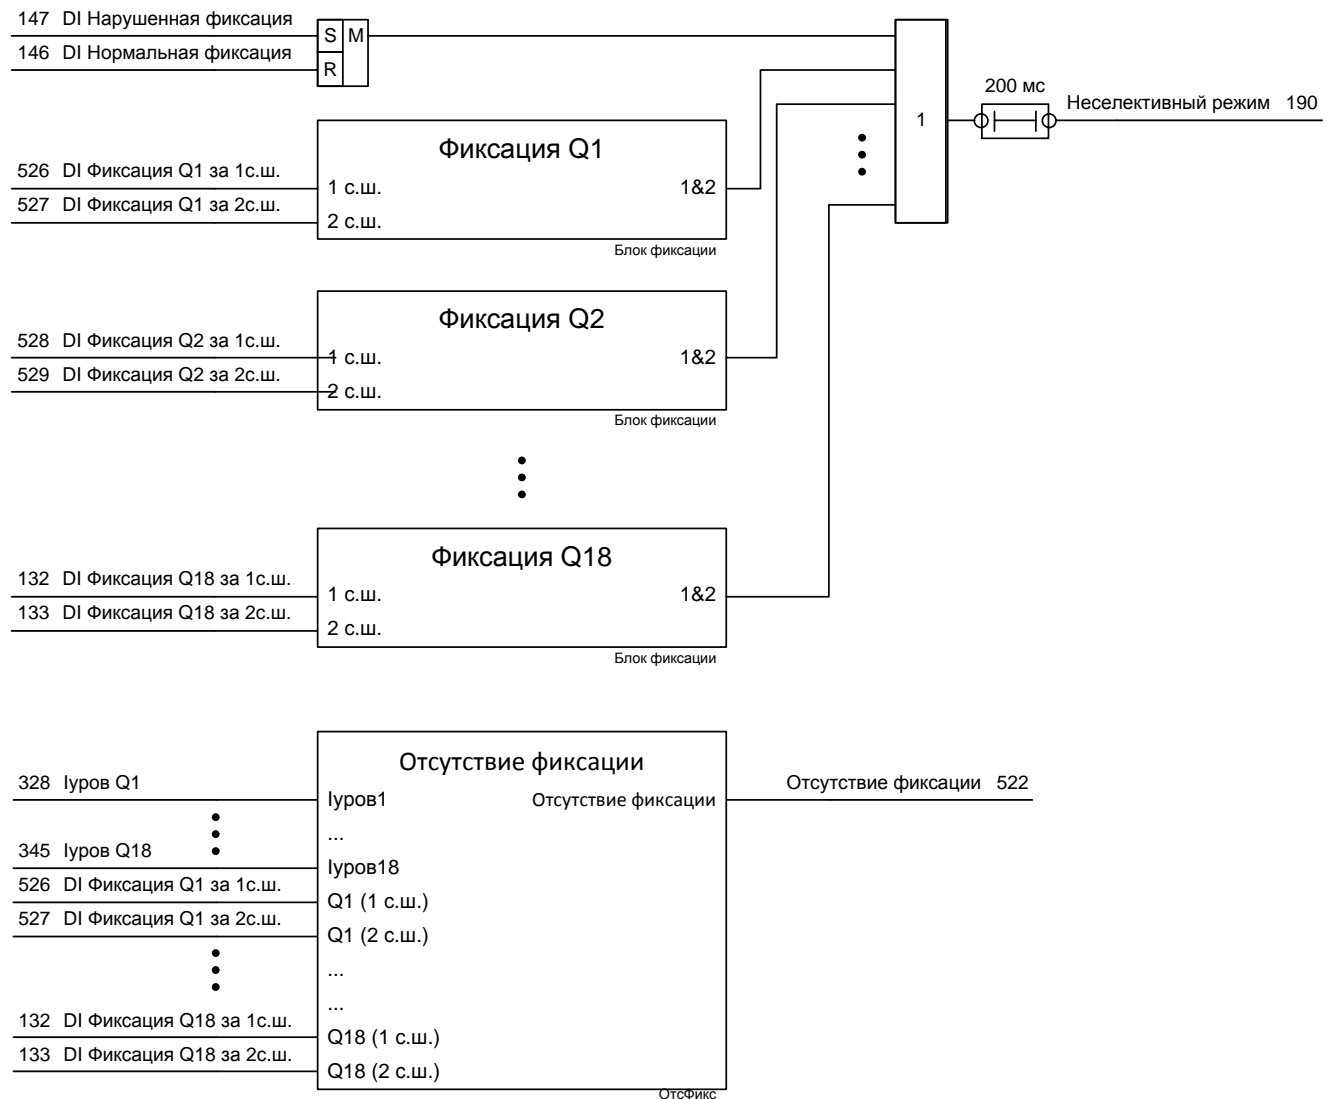 147 DI Нарушенная фиксация
146 DI Нормальная фиксация
S M
R
1
200 мс
Неселективный режим 190
Фиксация Q1
526 DI Фиксация Q1 за 1с.ш.
1 с.ш. 1&2
527 DI Фиксация Q1 за 2с.ш.
2 с.ш.
Блок фиксации
Фиксация Q2
528 DI Фиксация Q2 за 1с.ш.
1 с.ш. 1&2
529 DI Фиксация Q2 за 2с.ш.
2 с.ш.
Блок фиксации
Фиксация Q18
132 DI Фиксация Q18 за 1с.ш.
1 с.ш. 1&2
133 DI Фиксация Q18 за 2с.ш.
2 с.ш.
Блок фиксации
Отсутствие фиксации
328 Iуров Q1
Iуров1 Отсутствие фиксации
Отсутствие фиксации 522
...
345 Iуров Q18
Iуров18
526 DI Фиксация Q1 за 1с.ш.
Q1 (1 с.ш.)
527 DI Фиксация Q1 за 2с.ш.
Q1 (2 с.ш.)
...
...
132 DI Фиксация Q18 за 1с.ш.
Q18 (1 с.ш.)
133 DI Фиксация Q18 за 2с.ш.
Q18 (2 с.ш.)
ОтсФикс